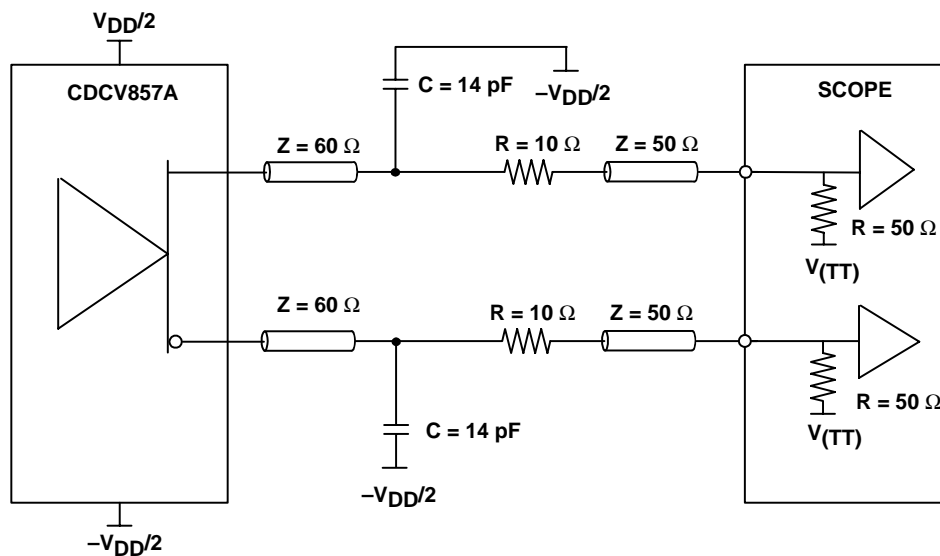 VDD/2
CDCV857A
C = 14 pF
–VDD/2
SCOPE
Z = 60 Ω
R = 10 Ω
Z = 50 Ω
R = 50 Ω
V(TT)
Z = 60 Ω
R = 10 Ω
Z = 50 Ω
R = 50 Ω
V(TT)
C = 14 pF
–VDD/2
–VDD/2